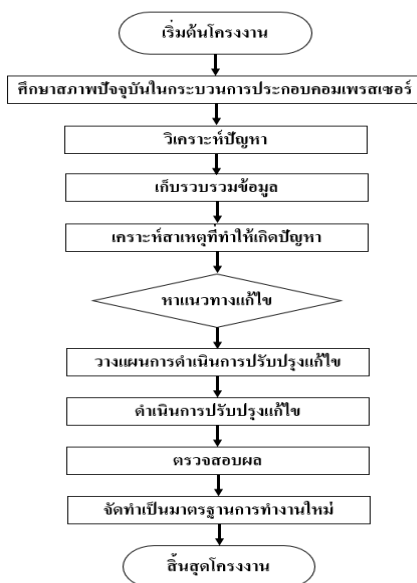 เริ่มต้นโครงงาน
ศึกษาสภาพปัจจุบันในกระบวนการประกอบคอมเพรสเซอร์
วิเคราะห์ปัญหา
เก็บรวบรวมข้อมูล
เคราะห์สาเหตุที่ทำให้เกิดปัญหา
หาแนวทางแก้ไข
วางแผนการดำเนินการปรับปรุงแก้ไข
ดำเนินการปรับปรุงแก้ไข
ตรวจสอบผล
จัดทำเป็นมาตรฐานการทำงานใหม่
สิ้นสุดโครงงาน